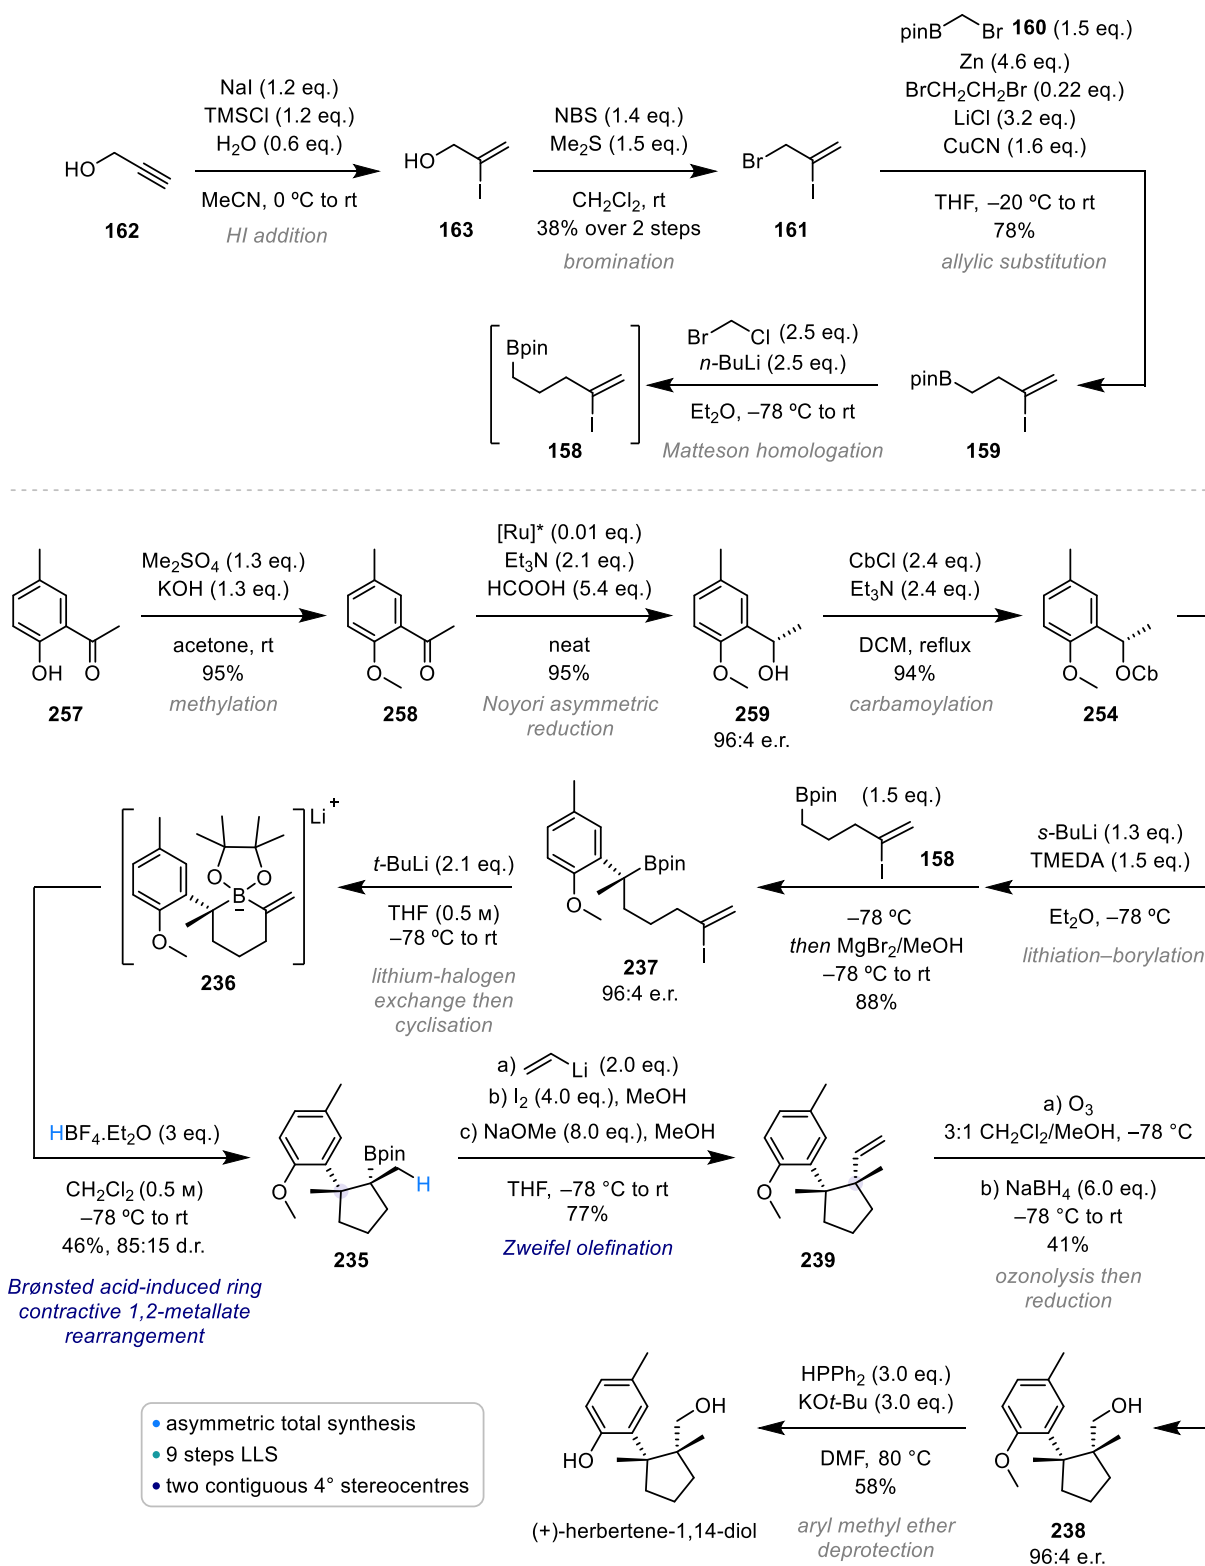 pinB Br 160 (1.5 eq.)
Zn (4.6 eq.)
BrCH₂CH₂Br (0.22 eq.)
LiCl (3.2 eq.)
CuCN (1.6 eq.)
THF, –20 ºC to rt
78%
allylic substitution
NaI (1.2 eq.)
TMSCl (1.2 eq.)
H₂O (0.6 eq.)
MeCN, 0 ºC to rt
HI addition
NBS (1.4 eq.)
Me₂S (1.5 eq.)
CH₂Cl₂, rt
38% over 2 steps
bromination
HO
162
HO
I
163
Br
I
161
Bpin
I
158
Br Cl (2.5 eq.)
n-BuLi (2.5 eq.)
Et₂O, –78 ºC to rt
Matteson homologation
pinB
I
159
OH O
257
Me₂SO₄ (1.3 eq.)
KOH (1.3 eq.)
acetone, rt
95%
methylation
O O
258
[Ru]* (0.01 eq.)
Et₃N (2.1 eq.)
HCOOH (5.4 eq.)
neat
95%
Noyori asymmetric
reduction
O OH
259
96:4 e.r.
CbCl (2.4 eq.)
Et₃N (2.4 eq.)
DCM, reflux
94%
carbamoylation
O OCb
254
s-BuLi (1.3 eq.)
TMEDA (1.5 eq.)
Et₂O, –78 ºC
lithiation–borylation
Bpin (1.5 eq.)
I
158
–78 ºC
then MgBr₂/MeOH
–78 ºC to rt
88%
Bpin
O
I
237
96:4 e.r.
t-BuLi (2.1 eq.)
THF (0.5 ᴍ)
–78 ºC to rt
lithium-halogen
exchange then
cyclisation
Li⁺
O O
B
–
O
236
HBF₄.Et₂O (3 eq.)
CH₂Cl₂ (0.5 ᴍ)
–78 ºC to rt
46%, 85:15 d.r.
Brønsted acid-induced ring
contractive 1,2-metallate
rearrangement
Bpin
H
O
235
a) Li (2.0 eq.)
b) I₂ (4.0 eq.), MeOH
c) NaOMe (8.0 eq.), MeOH
THF, –78 °C to rt
77%
Zweifel olefination
O
239
a) O₃
3:1 CH₂Cl₂/MeOH, –78 °C
b) NaBH₄ (6.0 eq.)
–78 °C to rt
41%
ozonolysis then
reduction
OH
O
238
96:4 e.r.
HPPh₂ (3.0 eq.)
KOt-Bu (3.0 eq.)
DMF, 80 °C
58%
aryl methyl ether
deprotection
OH
HO
(+)-herbertene-1,14-diol
• asymmetric total synthesis
• 9 steps LLS
• two contiguous 4° stereocentres